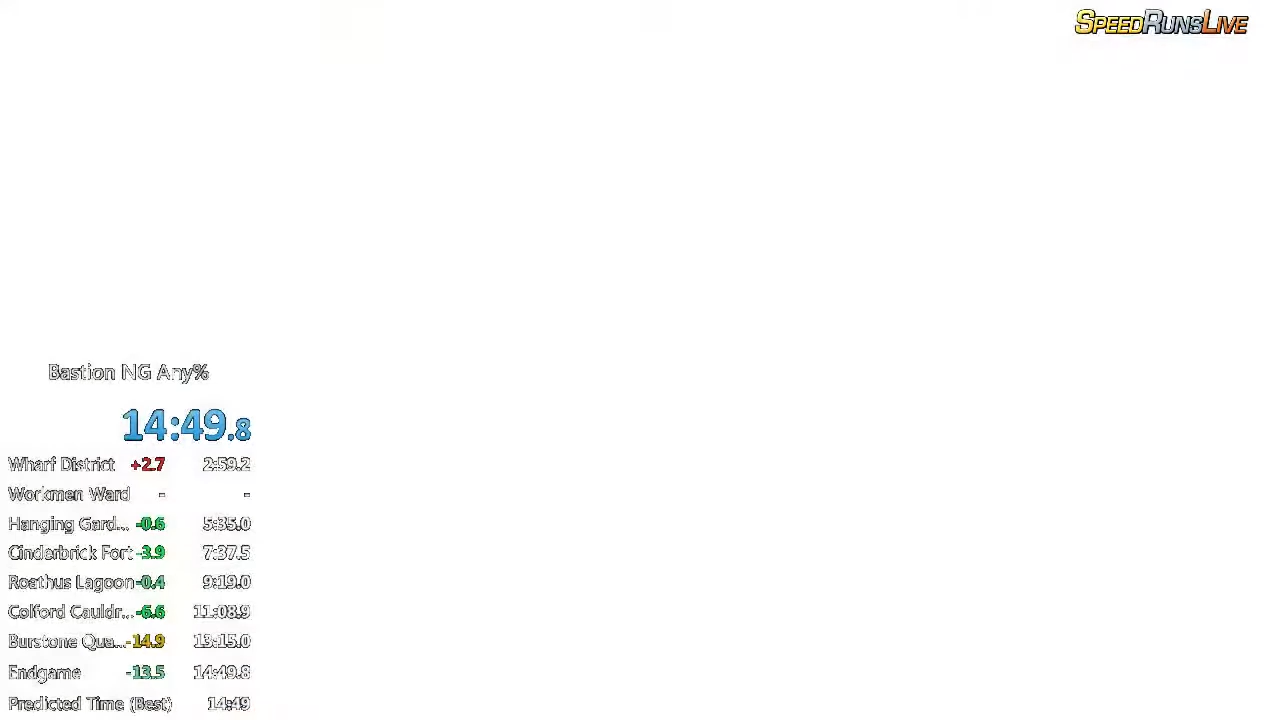 SPEEDRUNSLIVE
Bastion NG Any%
14:49.8
Wharf District +2.7 2:59.2
Workmen Ward - -
Hanging Gard... -0.6 5:35.0
Cinderbrick Fort -3.9 7:37.5
Roathus Lagoon -0.4 9:19.0
Colford Cauldr... -6.6 11:08.9
Burstone Qua... -14.9 13:15.0
Endgame -13.5 14:49.8
Predicted Time (Best) 14:49